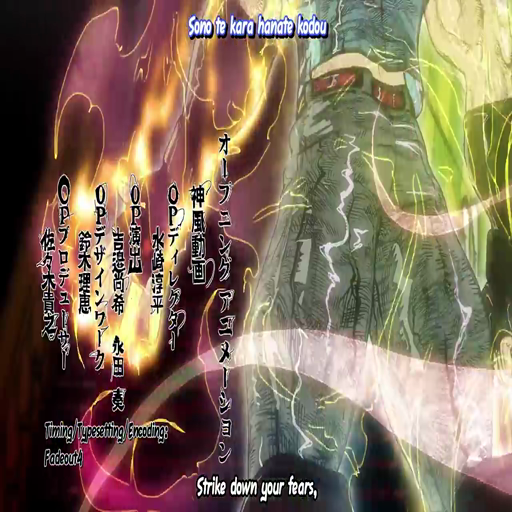 Sono te kara hanate kodou
オープニングアニメーション
神風動画
OPディレクター
水崎淳平
OP演出
吉邉尚希 永田奏
OPデザインワーク
鈴木理恵
OPプロデューサー
佐々木貴之
Timing/Typesetting/Encoding:
Fadeout4
Strike down your fears,